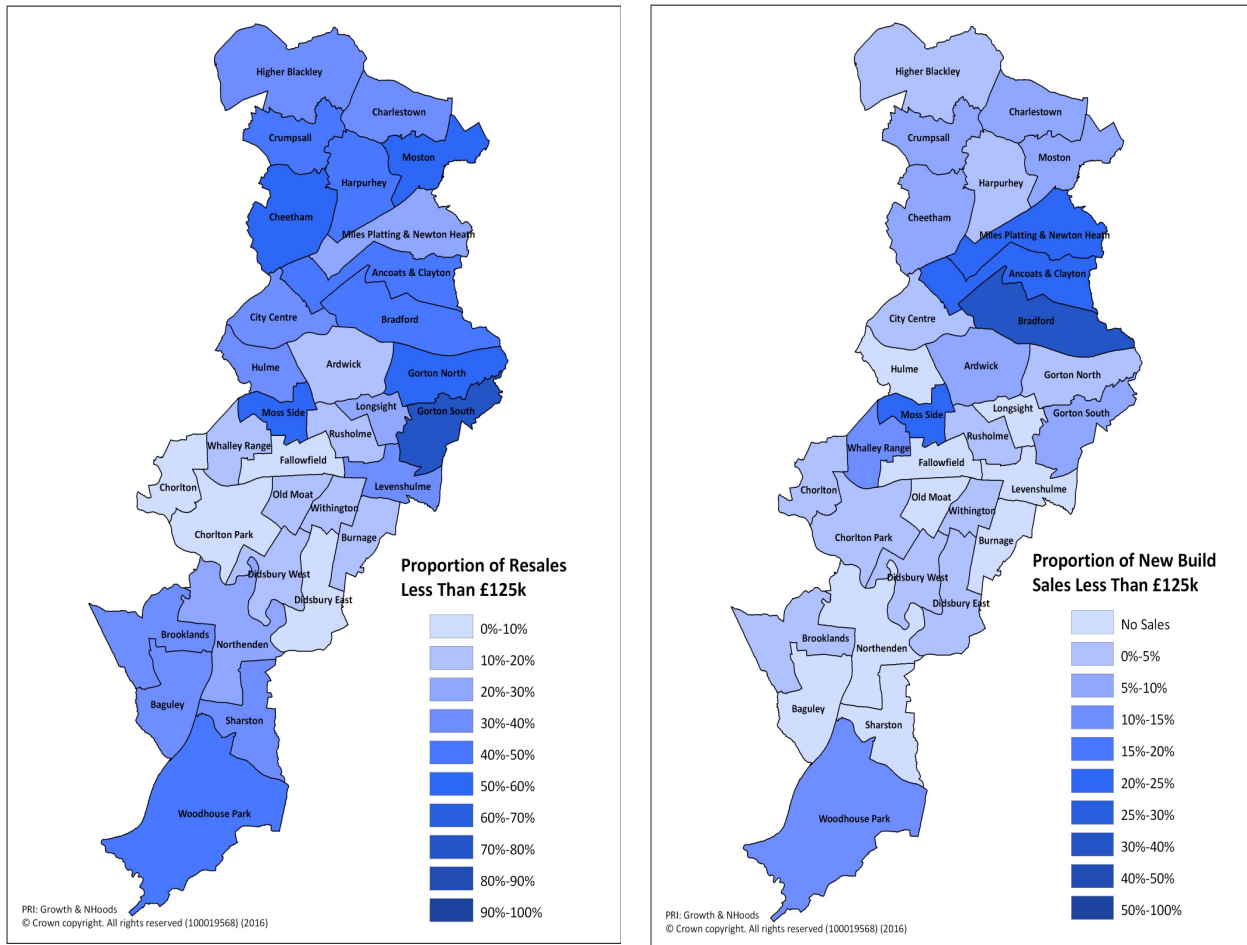 Higher Blackley
Charlestown
Crumpsall
Moston
Harpurhey
Cheetham
Miles Platting & Newton Heath
Ancoats & Clayton
City Centre
Bradford
Ardwick
Hulme
Gorton North
Longsight
Moss Side
Gorton South
Rusholme
Whalley Range
Fallowfield
Chorlton
Levenshulme
Old Moat
Withington
Chorlton Park
Burnage
Didsbury West
Didsbury East
Brooklands
Northenden
Baguley
Sharston
Woodhouse Park
Proportion of Resales
Less Than £125k
0%-10%
10%-20%
20%-30%
30%-40%
40%-50%
50%-60%
60%-70%
70%-80%
80%-90%
90%-100%
PRI: Growth & NHoods
© Crown copyright. All rights reserved (100019568) (2016)
Higher Blackley
Charlestown
Crumpsall
Moston
Harpurhey
Cheetham
Miles Platting & Newton Heath
Ancoats & Clayton
City Centre
Bradford
Ardwick
Hulme
Gorton North
Longsight
Moss Side
Gorton South
Rusholme
Whalley Range
Fallowfield
Chorlton
Levenshulme
Old Moat
Withington
Chorlton Park
Burnage
Didsbury West
Didsbury East
Brooklands
Northenden
Baguley
Sharston
Woodhouse Park
Proportion of New Build
Sales Less Than £125k
No Sales
0%-5%
5%-10%
10%-15%
15%-20%
20%-25%
25%-30%
30%-40%
40%-50%
50%-100%
PRI: Growth & NHoods
© Crown copyright. All rights reserved (100019568) (2016)